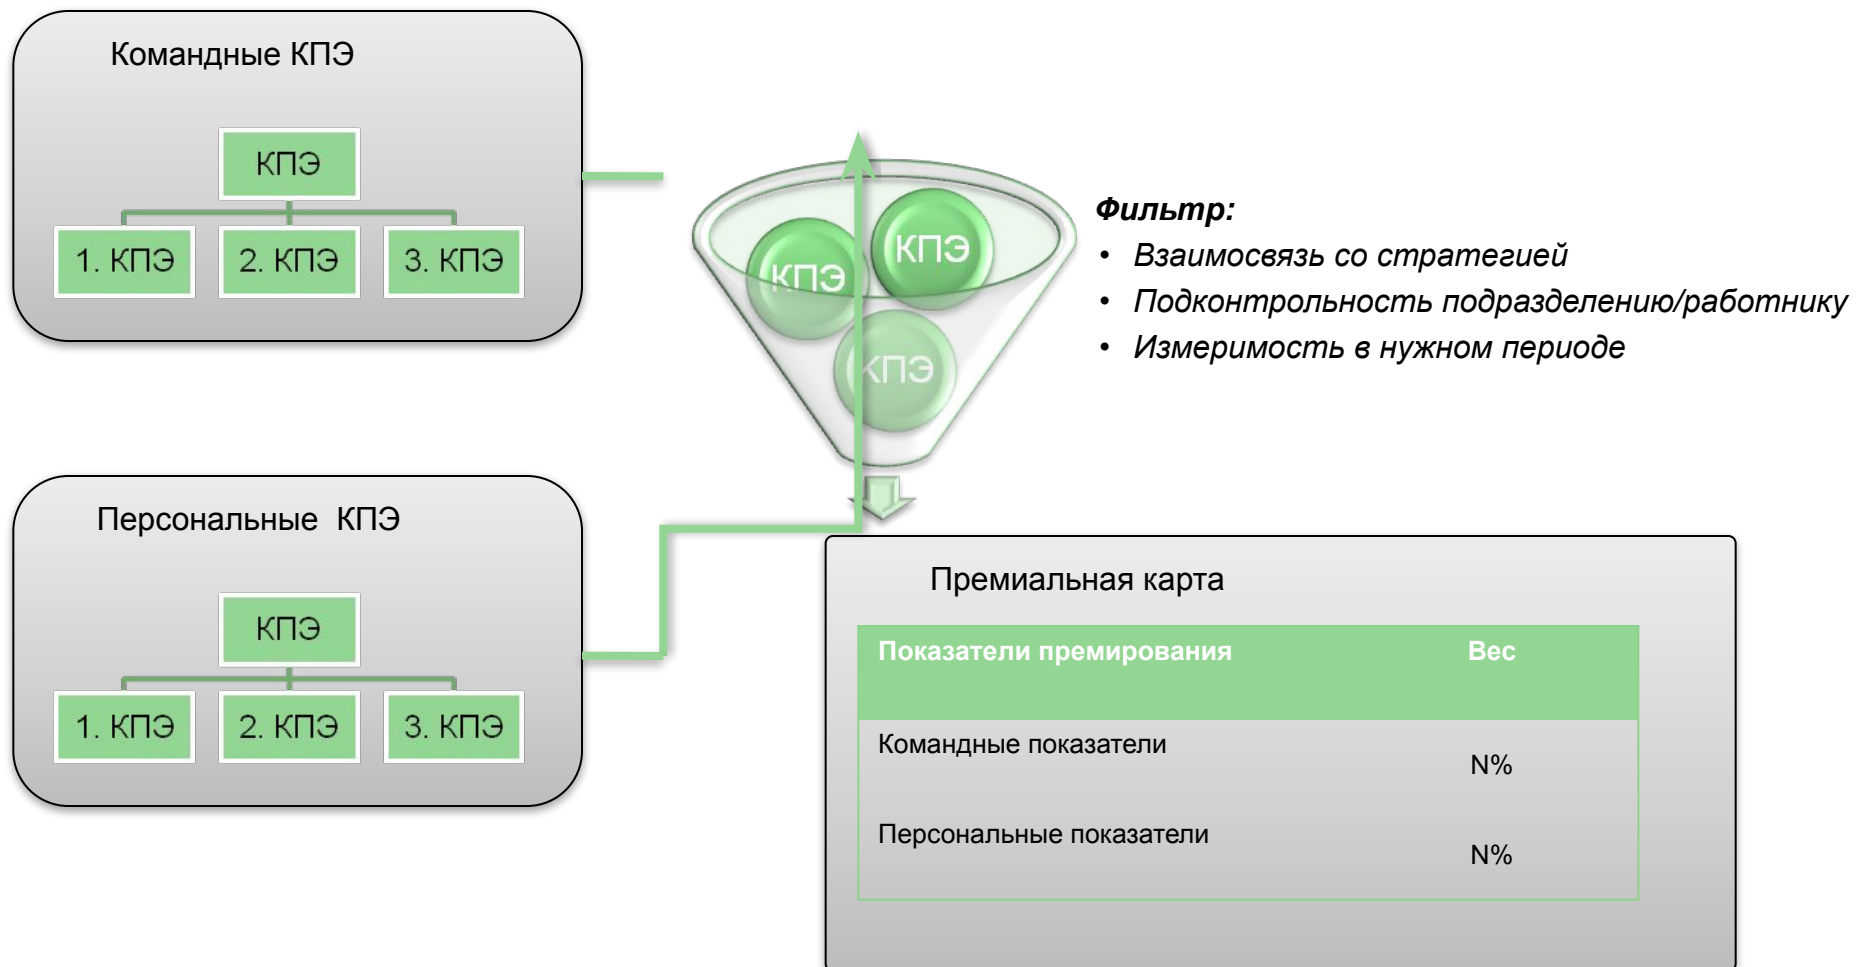 Командные КПЭ
КПЭ
1. КПЭ
2. КПЭ
3. КПЭ
КПЭ
КПЭ
КПЭ
Фильтр:
• Взаимосвязь со стратегией
• Подконтрольность подразделению/работнику
• Измеримость в нужном периоде
Персональные КПЭ
КПЭ
1. КПЭ
2. КПЭ
3. КПЭ
Премиальная карта
Показатели премирования Вес
Командные показатели
N%
Персональные показатели
N%